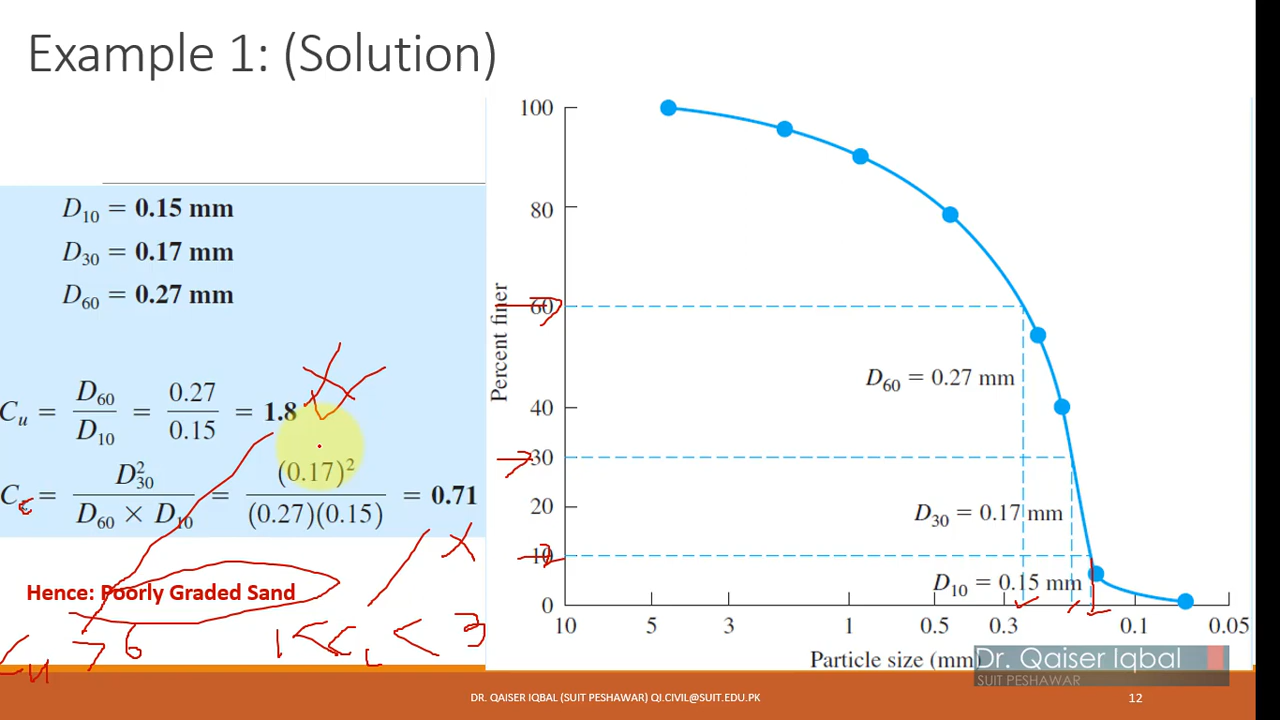 Example 1: (Solution)
D10 = 0.15 mm
D30 = 0.17 mm
D60 = 0.27 mm
Cu = D60 / D10 = 0.27 / 0.15 = 1.8
Cc = D30^2 / (D60 × D10) = (0.17)^2 / (0.27)(0.15) = 0.71
Hence: Poorly Graded Sand
Cu > 6
1 < Cc < 3
Percent finer
100
80
60
40
30
20
10
0
D60 = 0.27 mm
D30 = 0.17 mm
D10 = 0.15 mm
10 5 3 1 0.5 0.3 0.1 0.05
Particle size (mm)
Dr. Qaiser Iqbal
SUIT PESHAWAR
DR. QAISER IQBAL (SUIT PESHAWAR) QJ.CIVIL@SUIT.EDU.PK
12